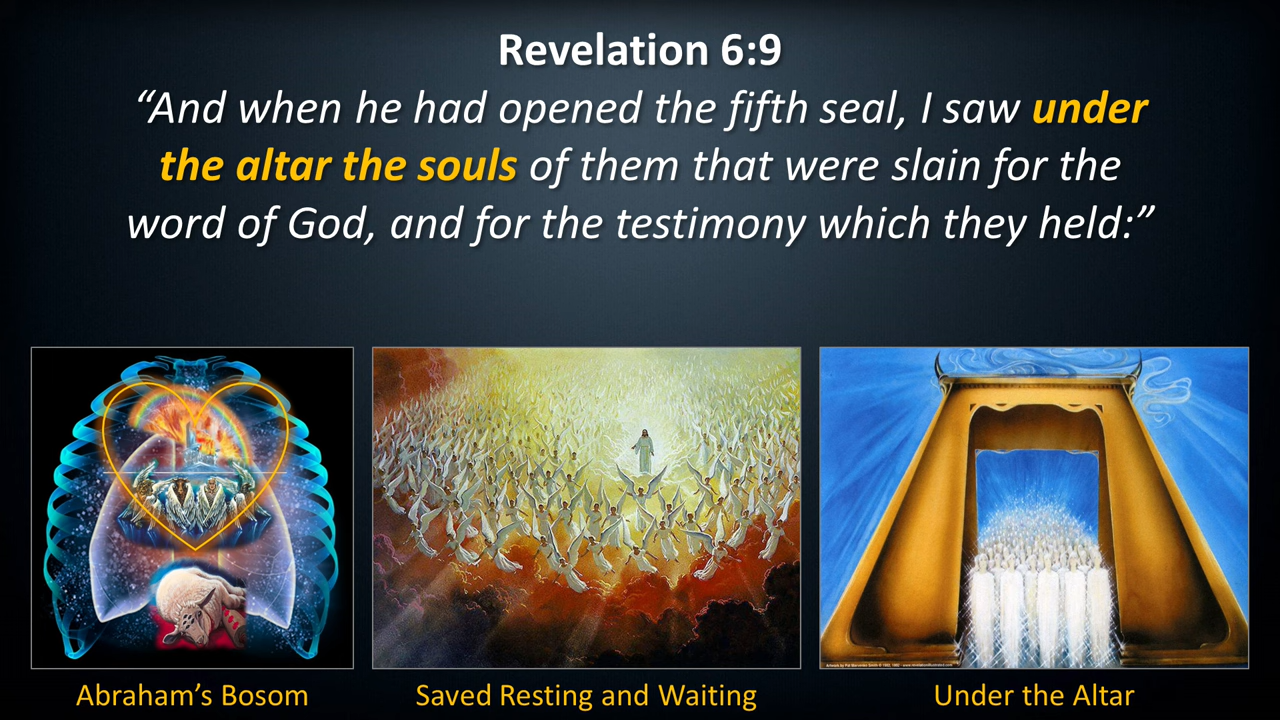 Revelation 6:9
“And when he had opened the fifth seal, I saw under
the altar the souls of them that were slain for the
word of God, and for the testimony which they held:”
Abraham’s Bosom
Saved Resting and Waiting
Under the Altar